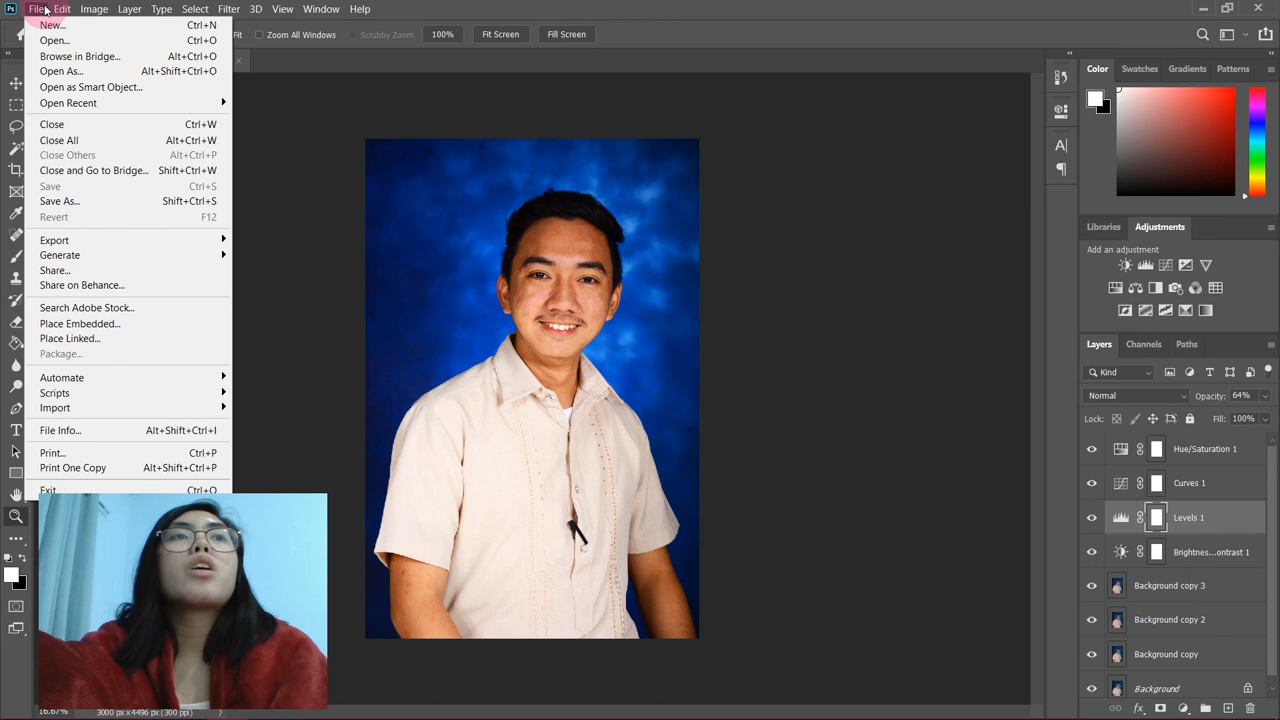 Ps File Edit Image Layer Type Select Filter 3D View Window Help
Fit Zoom All Windows Scrubby Zoom 100% Fit Screen Fill Screen
New... Ctrl+N
Open... Ctrl+O
Browse in Bridge... Alt+Ctrl+O
Open As... Alt+Shift+Ctrl+O
Open as Smart Object...
Open Recent
Close Ctrl+W
Close All Alt+Ctrl+W
Close Others Alt+Ctrl+P
Close and Go to Bridge... Shift+Ctrl+W
Save Ctrl+S
Save As... Shift+Ctrl+S
Revert F12
Export
Generate
Share...
Share on Behance...
Search Adobe Stock...
Place Embedded...
Place Linked...
Package...
Automate
Scripts
Import
File Info... Alt+Shift+Ctrl+I
Print... Ctrl+P
Print One Copy Alt+Shift+Ctrl+P
Exit Ctrl+Q
16.67% 3000 px x 4496 px (300 ppi)
Color Swatches Gradients Patterns
Libraries Adjustments
Add an adjustment
Layers Channels Paths
Kind
Normal Opacity: 64%
Lock: Fill: 100%
Hue/Saturation 1
Curves 1
Levels 1
Brightnes...ontrast 1
Background copy 3
Background copy 2
Background copy
Background